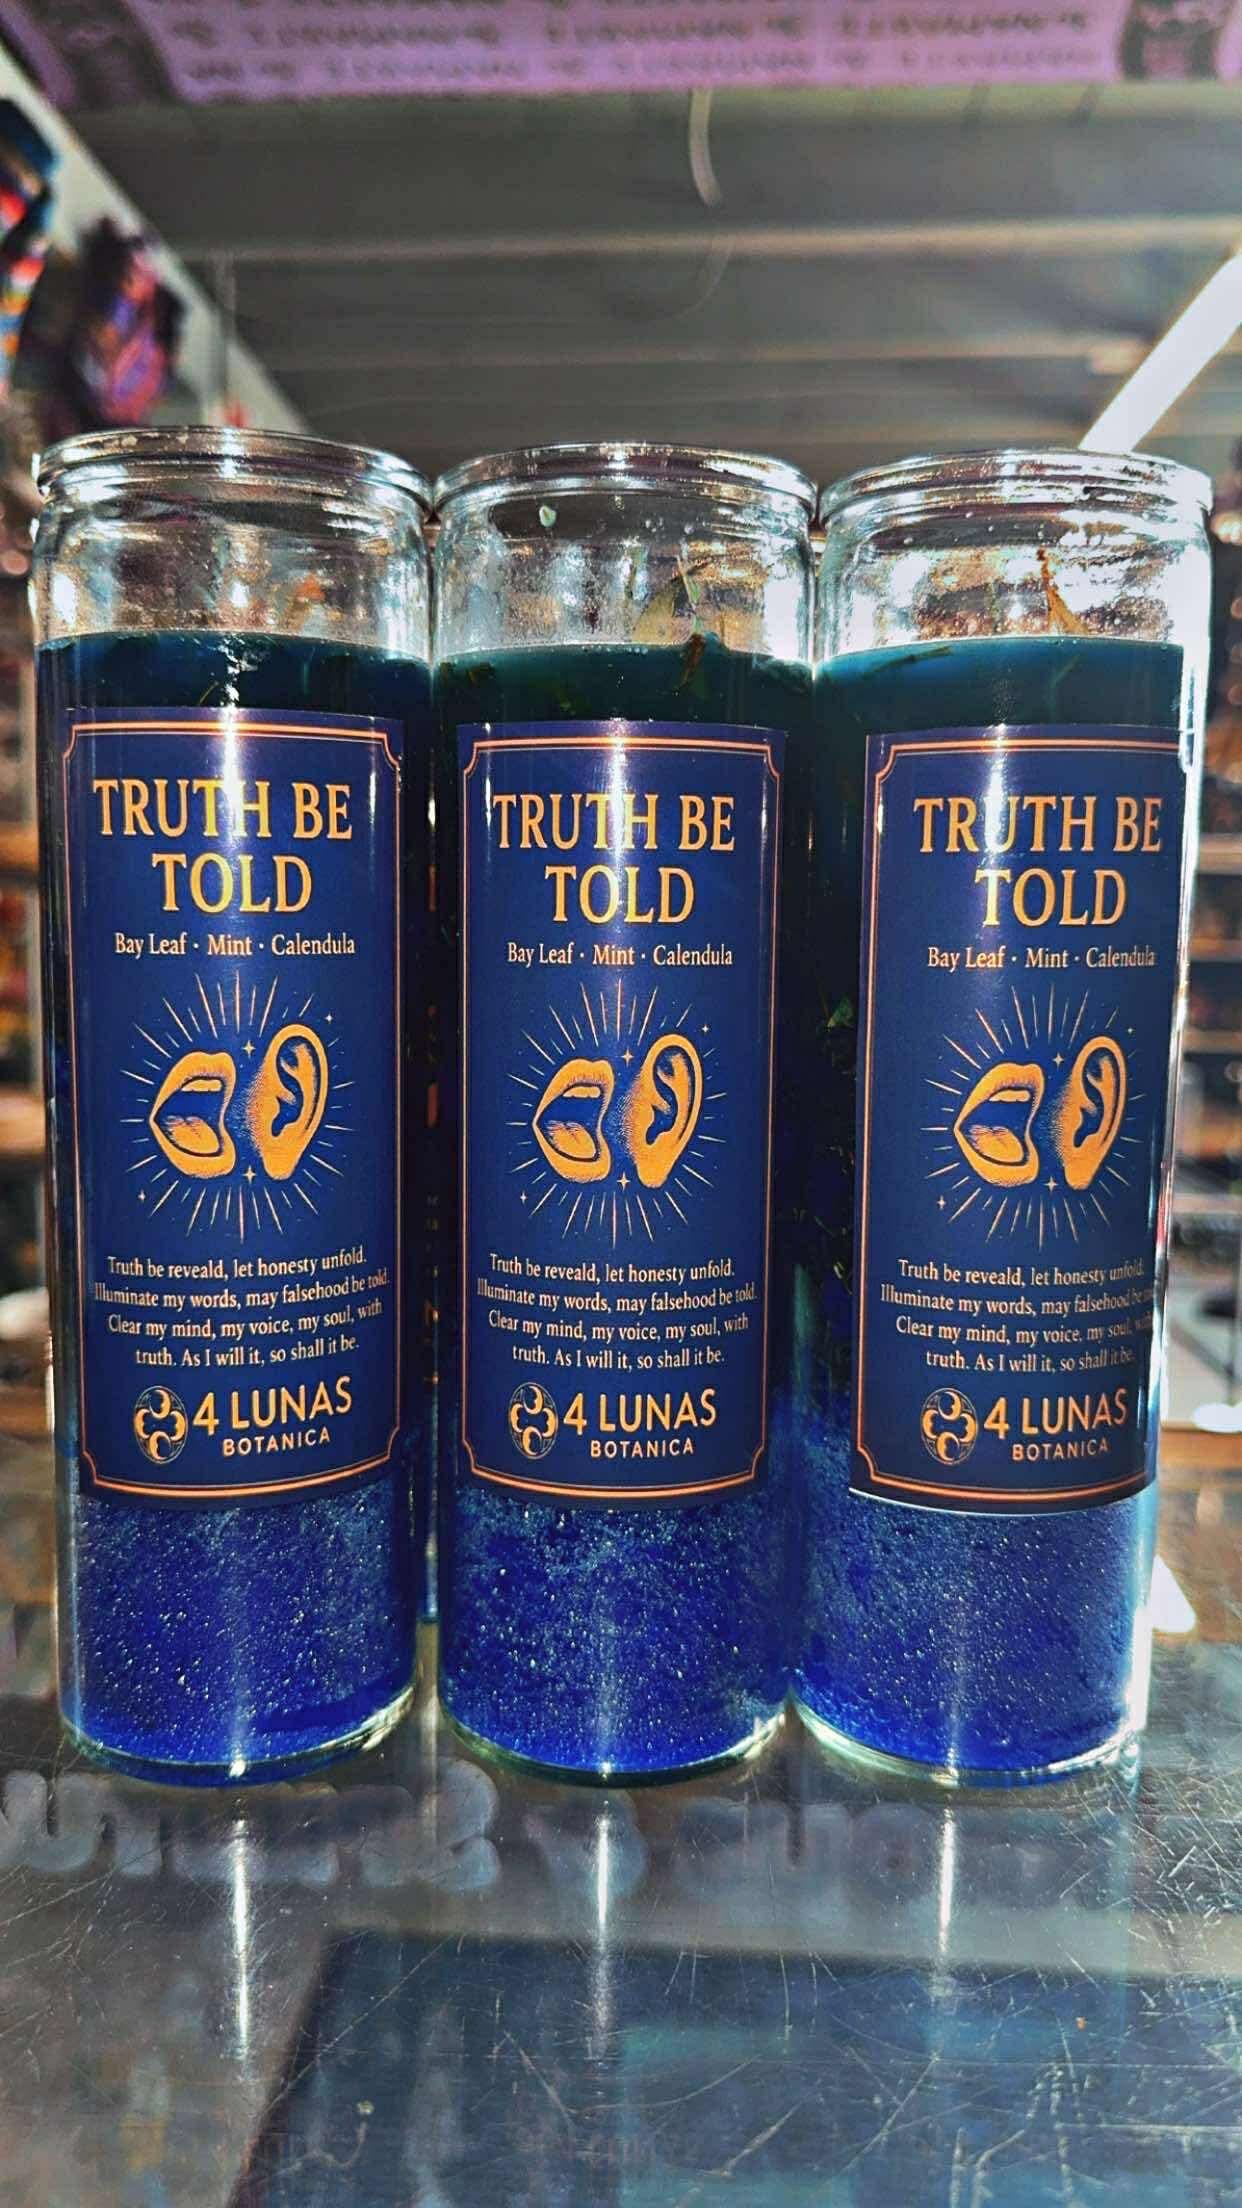 TRUTH BE
TOLD
Bay Leaf · Mint · Calendula
Truth be reveald, let honesty unfold.
Illuminate my words, may falsehood be told.
Clear my mind, my voice, my soul, with
truth. As I will it, so shall it be.
4 LUNAS
BOTANICA
TRUTH BE
TOLD
Bay Leaf · Mint · Calendula
Truth be reveald, let honesty unfold.
Illuminate my words, may falsehood be told.
Clear my mind, my voice, my soul, with
truth. As I will it, so shall it be.
4 LUNAS
BOTANICA
TRUTH BE
TOLD
Bay Leaf · Mint · Calendula
Truth be reveald, let honesty unfold.
Illuminate my words, may falsehood be
Clear my mind, my voice, my soul, with
truth. As I will it, so shall it be.
4 LUNAS
BOTANICA